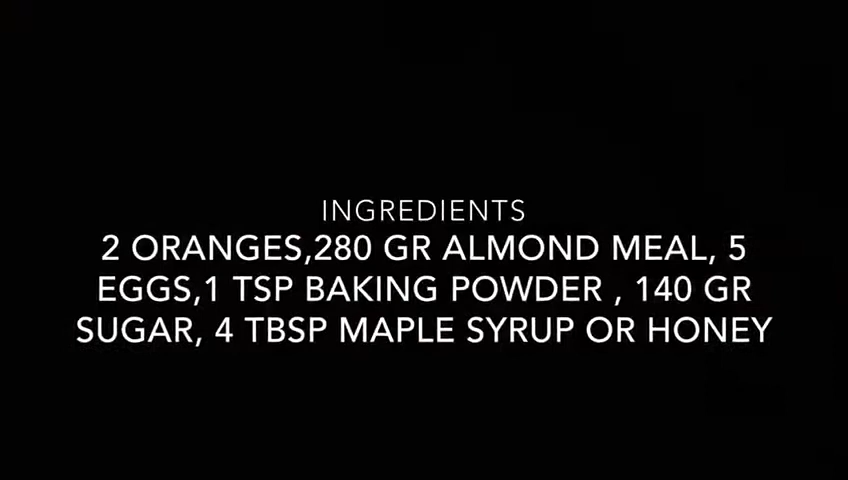 INGREDIENTS
2 ORANGES,280 GR ALMOND MEAL, 5
EGGS,1 TSP BAKING POWDER , 140 GR
SUGAR, 4 TBSP MAPLE SYRUP OR HONEY